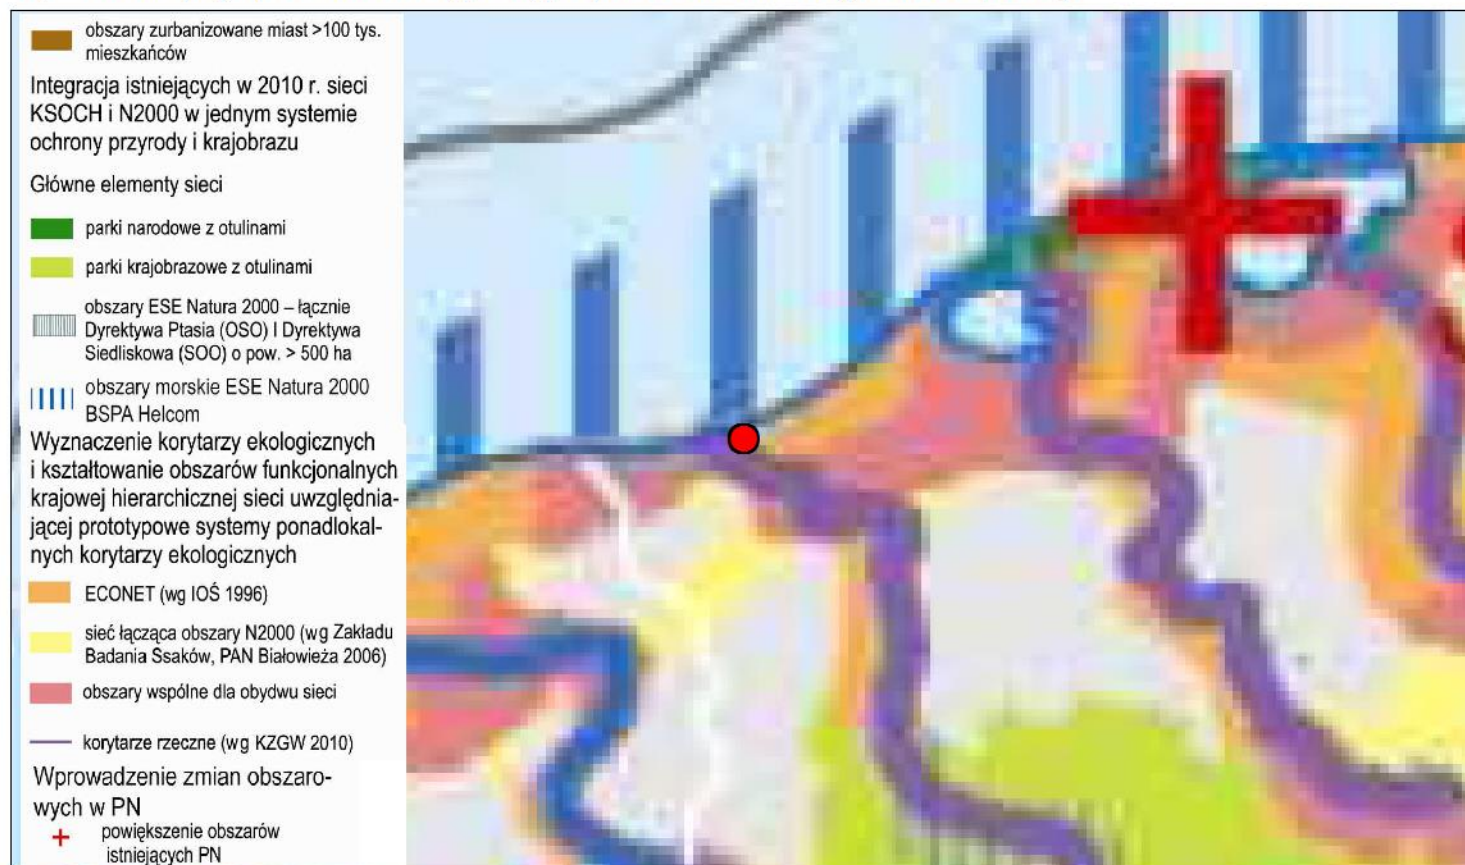 obszary zurbanizowane miast >100 tys.
mieszkańców
Integracja istniejących w 2010 r. sieci
KSOCH i N2000 w jednym systemie
ochrony przyrody i krajobrazu
Główne elementy sieci
parki narodowe z otulinami
parki krajobrazowe z otulinami
obszary ESE Natura 2000 – łącznie
Dyrektywa Ptasia (OSO) I Dyrektywa
Siedliskowa (SOO) o pow. > 500 ha
obszary morskie ESE Natura 2000
BSPA Helcom
Wyznaczenie korytarzy ekologicznych
i kształtowanie obszarów funkcjonalnych
krajowej hierarchicznej sieci uwzględnia-
jącej prototypowe systemy ponadlokal-
nych korytarzy ekologicznych
ECONET (wg IOŚ 1996)
sieć łącząca obszary N2000 (wg Zakładu
Badania Ssaków, PAN Białowieża 2006)
obszary wspólne dla obydwu sieci
korytarze rzeczne (wg KZGW 2010)
Wprowadzenie zmian obszaro-
wych w PN
powiększenie obszarów
istniejących PN